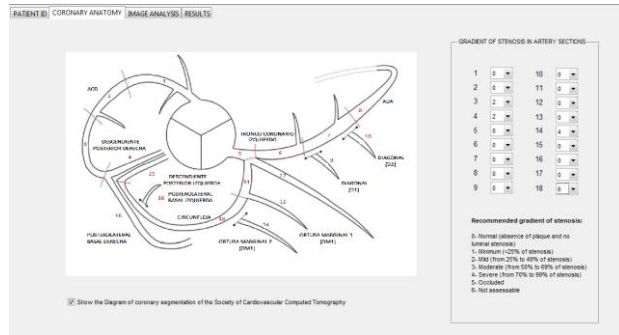 PATIENT ID CORONARY ANATOMY IMAGE ANALYSIS RESULTS
GRADIENT OF STENOSIS IN ARTERY SECTIONS
1 0 10 0
2 0 11 0
3 2 12 0
4 2 13 0
5 0 14 4
6 0 15 0
7 0 16 0
8 0 17 0
9 0 18 6
Recommended gradient of stenosis:
0- Normal (absence of plaque and no
luminal stenosis)
1- Minimum (<25% of stenosis)
2- Mild (from 25% to 49% of stenosis)
3- Moderate (from 50% to 69% of stenosis)
4- Severe (from 70% to 99% of stenosis)
5- Occluded
6- Not assessable
ACD
ADA
TRONCO CORONARIO
IZQUIERDO
DESCENDENTE
POSTERIOR DERECHA
DIAGONAL
(D2)
DESCENDENTE
POSTERIOR IZQUIERDA
DIAGONAL
(D1)
POSTEROLATERAL
BASAL IZQUIERDA
CIRCUNFLEJA
POSTEROLATERAL
BASAL DERECHA
OBTUSA MARGINAL 2
OBTUSA MARGINAL 1
(OM1)
Show the Diagram of coronary segmentation of the Society of Cardiovascular Computed Tomography